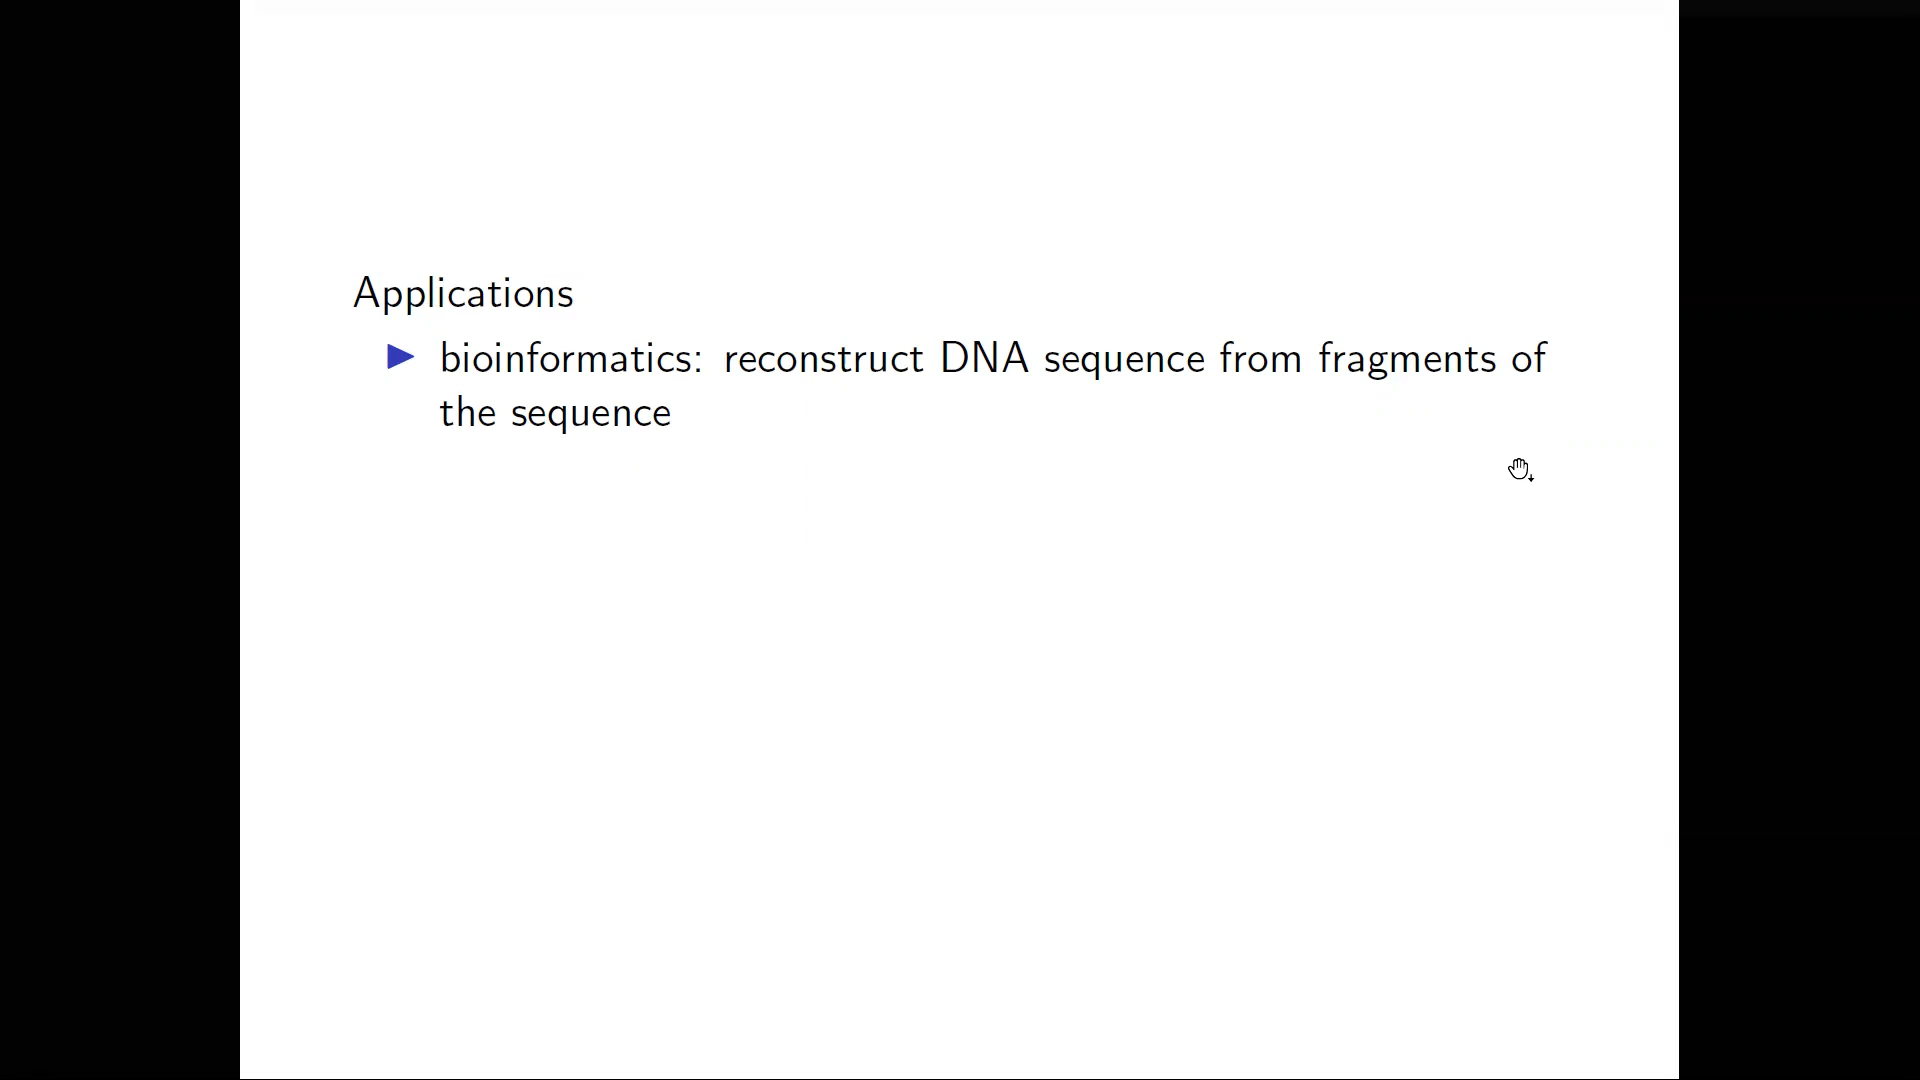 Applications
bioinformatics: reconstruct DNA sequence from fragments of
the sequence